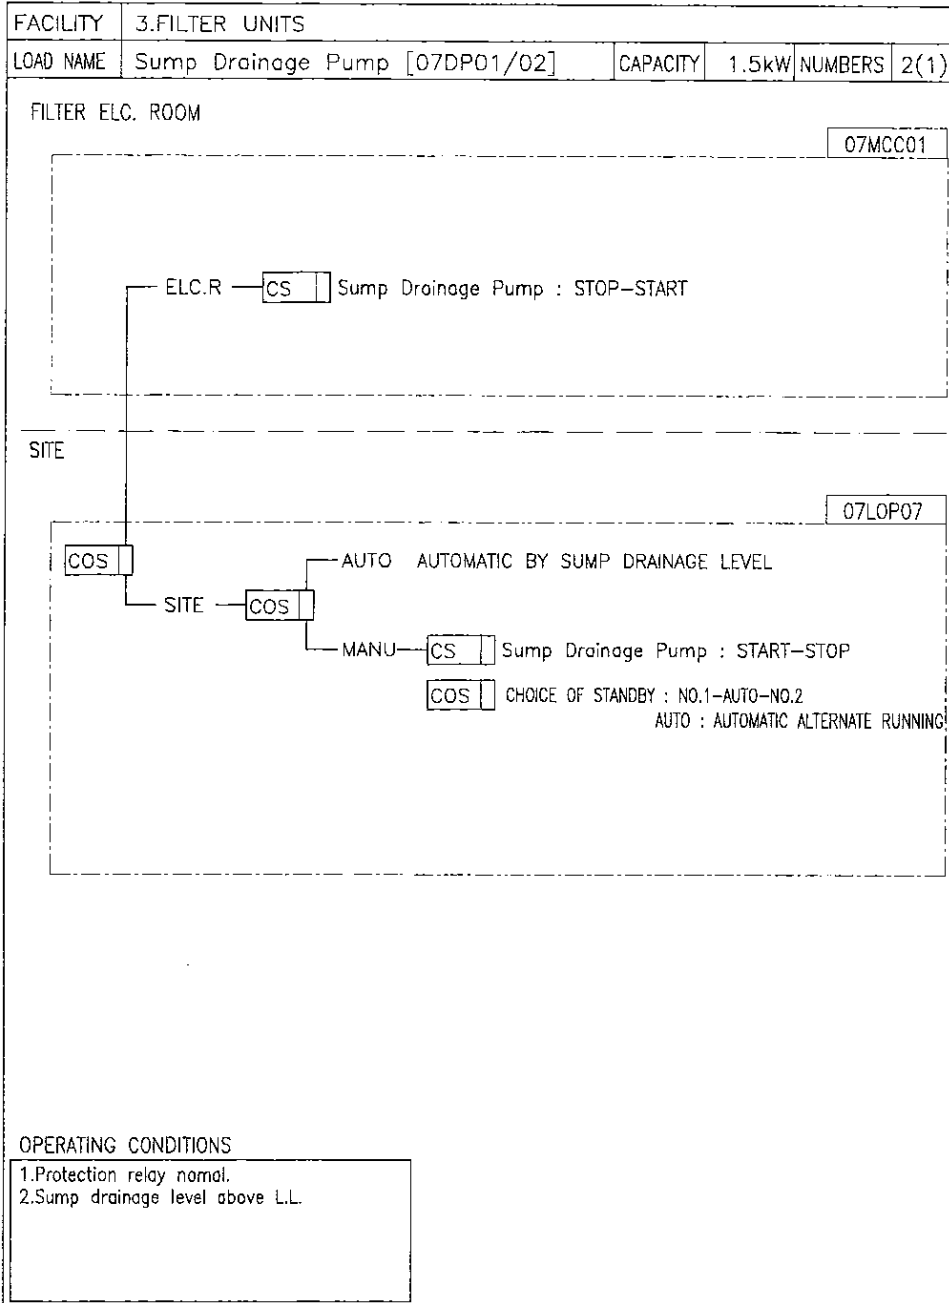 FACILITY 3.FILTER UNITS
LOAD NAME Sump Drainage Pump [07DP01/02] CAPACITY 1.5kW NUMBERS 2(1)
FILTER ELC. ROOM
07MCC01
ELC.R CS Sump Drainage Pump : STOP-START
SITE
07LOP07
COS AUTO AUTOMATIC BY SUMP DRAINAGE LEVEL
SITE COS
MANU CS Sump Drainage Pump : START-STOP
COS CHOICE OF STANDBY : NO.1-AUTO-NO.2
AUTO : AUTOMATIC ALTERNATE RUNNING
OPERATING CONDITIONS
1.Protection relay nomal.
2.Sump drainage level above L.L.